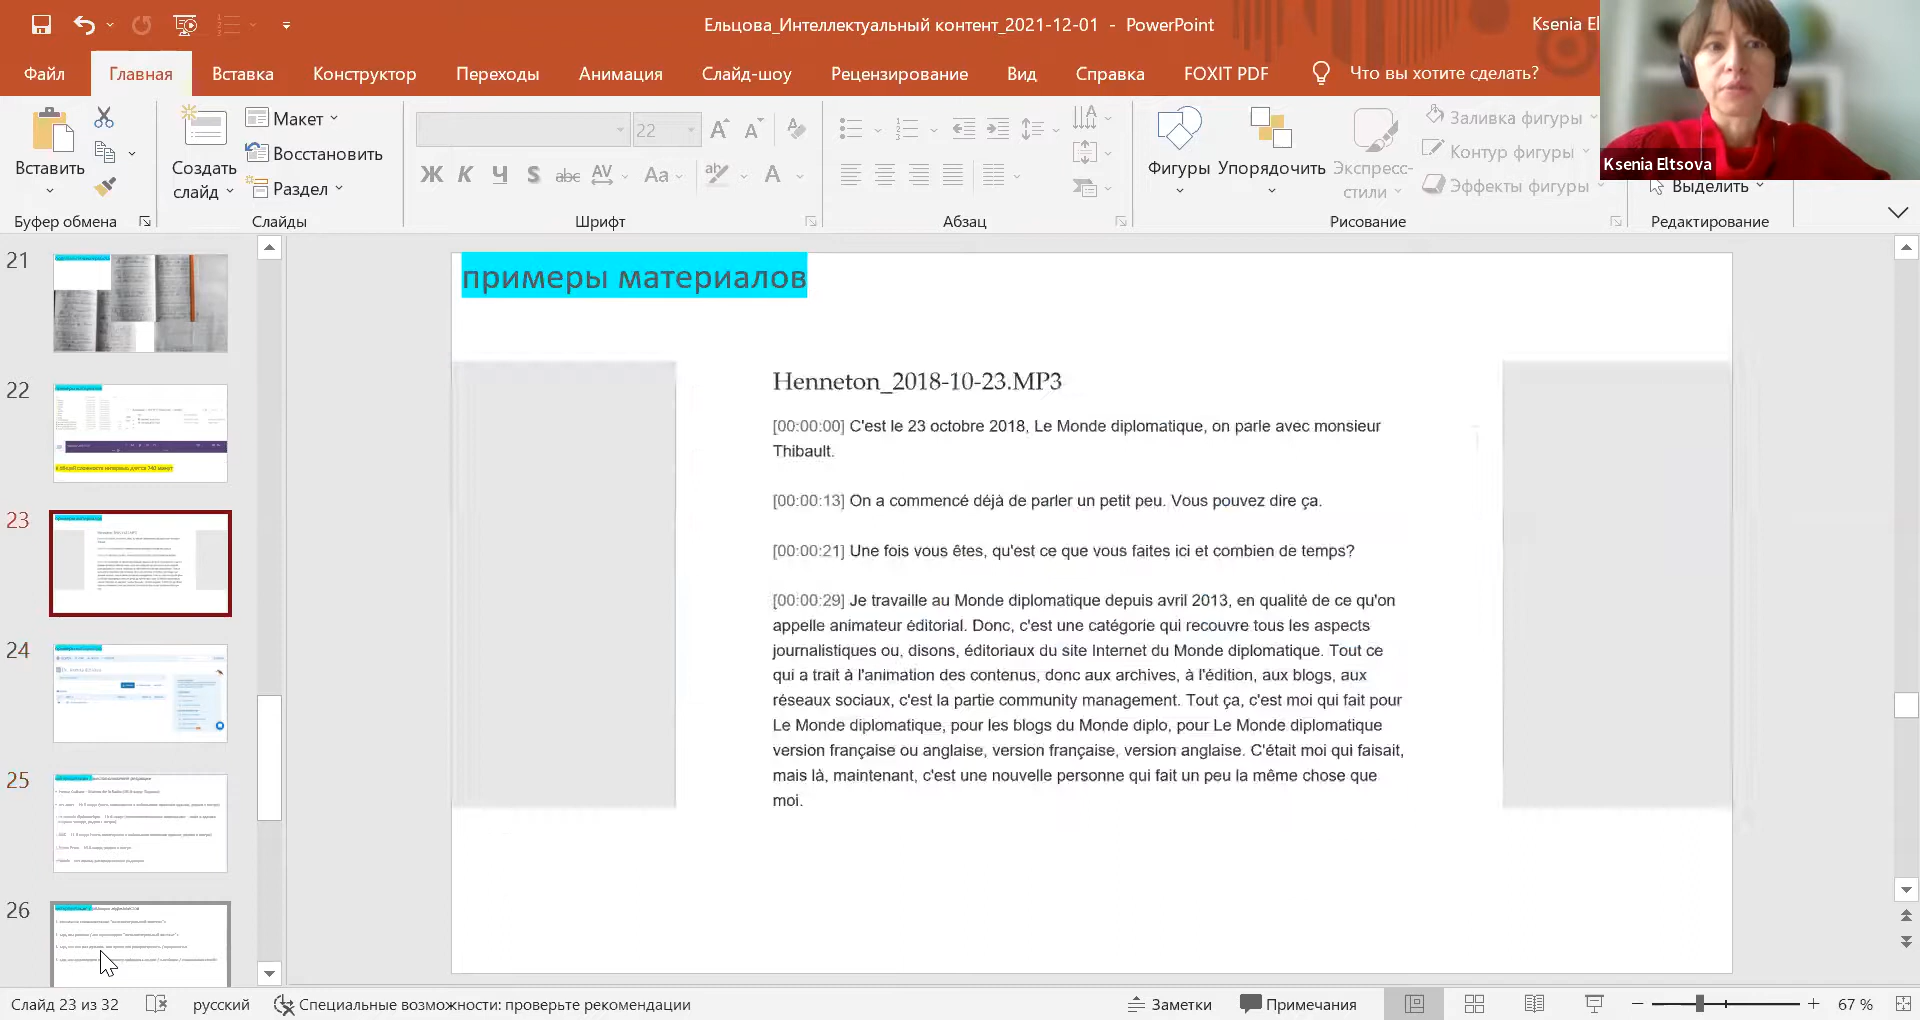 Ельцова_Интеллектуальный контент_2021-12-01 - PowerPoint
Ksenia El
Файл Главная Вставка Конструктор Переходы Анимация Слайд-шоу Рецензирование Вид Справка FOXIT PDF Что вы хотите сделать?
Вставить
Буфер обмена
Создать слайд
Макет
Восстановить
Раздел
Слайды
22
Ж К Ч S abc AV Aa ab A
Шрифт
Абзац
Фигуры
Упорядочить
Экспресс-стили
Заливка фигуры
Контур фигуры
Эффекты фигуры
Рисование
Выделить
Редактирование
Ksenia Eltsova
21
22
23
24
25
26
примеры материалов
Henneton_2018-10-23.MP3
[00:00:00] C'est le 23 octobre 2018, Le Monde diplomatique, on parle avec monsieur
Thibault.
[00:00:13] On a commencé déjà de parler un petit peu. Vous pouvez dire ça.
[00:00:21] Une fois vous êtes, qu'est ce que vous faites ici et combien de temps?
[00:00:29] Je travaille au Monde diplomatique depuis avril 2013, en qualité de ce qu'on
appelle animateur éditorial. Donc, c'est une catégorie qui recouvre tous les aspects
journalistiques ou, disons, éditoriaux du site Internet du Monde diplomatique. Tout ce
qui a trait à l'animation des contenus, donc aux archives, à l'édition, aux blogs, aux
réseaux sociaux, c'est la partie community management. Tout ça, c'est moi qui fait pour
Le Monde diplomatique, pour les blogs du Monde diplo, pour Le Monde diplomatique
version française ou anglaise, version française, version anglaise. C'était moi qui faisait,
mais là, maintenant, c'est une nouvelle personne qui fait un peu la même chose que
moi.
Слайд 23 из 32
русский
Специальные возможности: проверьте рекомендации
Заметки
Примечания
67 %